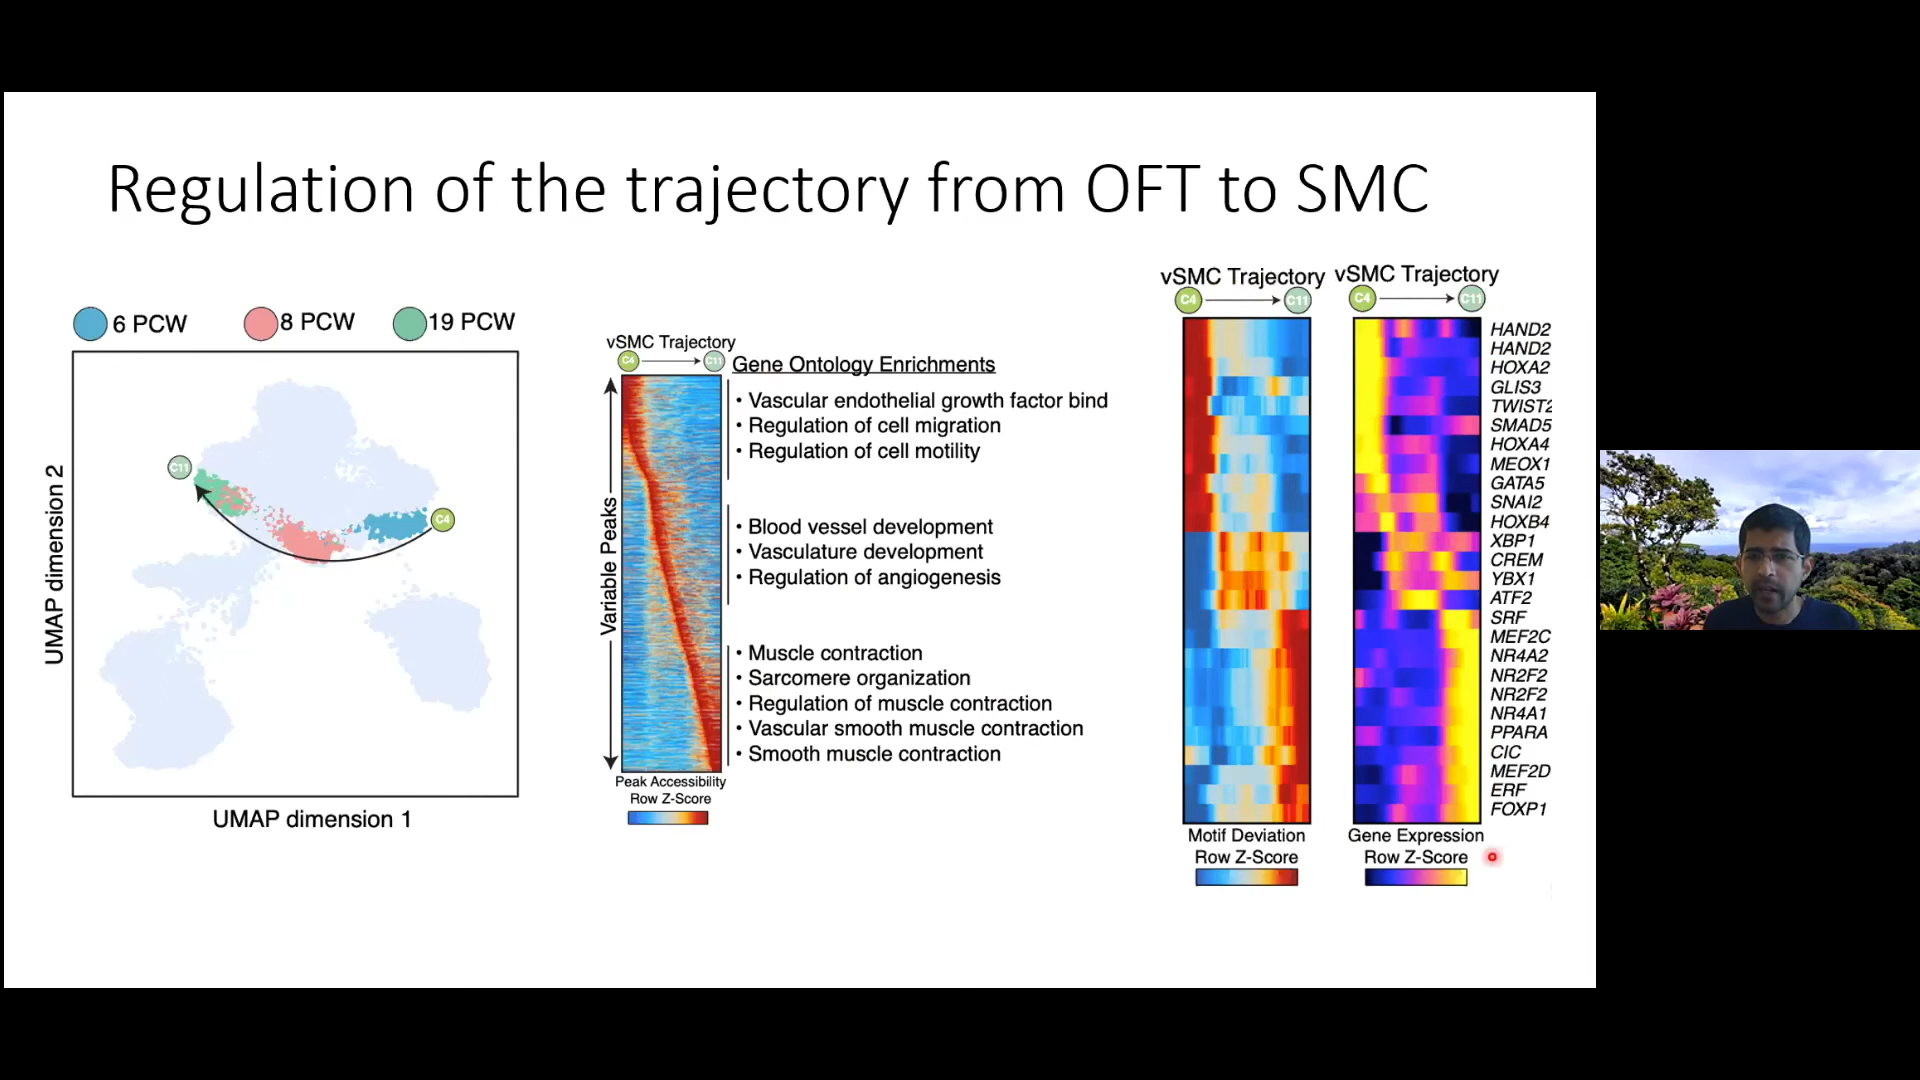 Regulation of the trajectory from OFT to SMC
6 PCW
8 PCW
19 PCW
C11
C4
UMAP dimension 2
UMAP dimension 1
vSMC Trajectory
C4
C11
Gene Ontology Enrichments
Variable Peaks
• Vascular endothelial growth factor bind
• Regulation of cell migration
• Regulation of cell motility
• Blood vessel development
• Vasculature development
• Regulation of angiogenesis
• Muscle contraction
• Sarcomere organization
• Regulation of muscle contraction
• Vascular smooth muscle contraction
• Smooth muscle contraction
Peak Accessibility
Row Z-Score
vSMC Trajectory
C4
C11
Motif Deviation
Row Z-Score
vSMC Trajectory
C4
C11
HAND2
HAND2
HOXA2
GLIS3
TWIST2
SMAD5
HOXA4
MEOX1
GATA5
SNAI2
HOXB4
XBP1
CREM
YBX1
ATF2
SRF
MEF2C
NR4A2
NR2F2
NR2F2
NR4A1
PPARA
CIC
MEF2D
ERF
FOXP1
Gene Expression
Row Z-Score